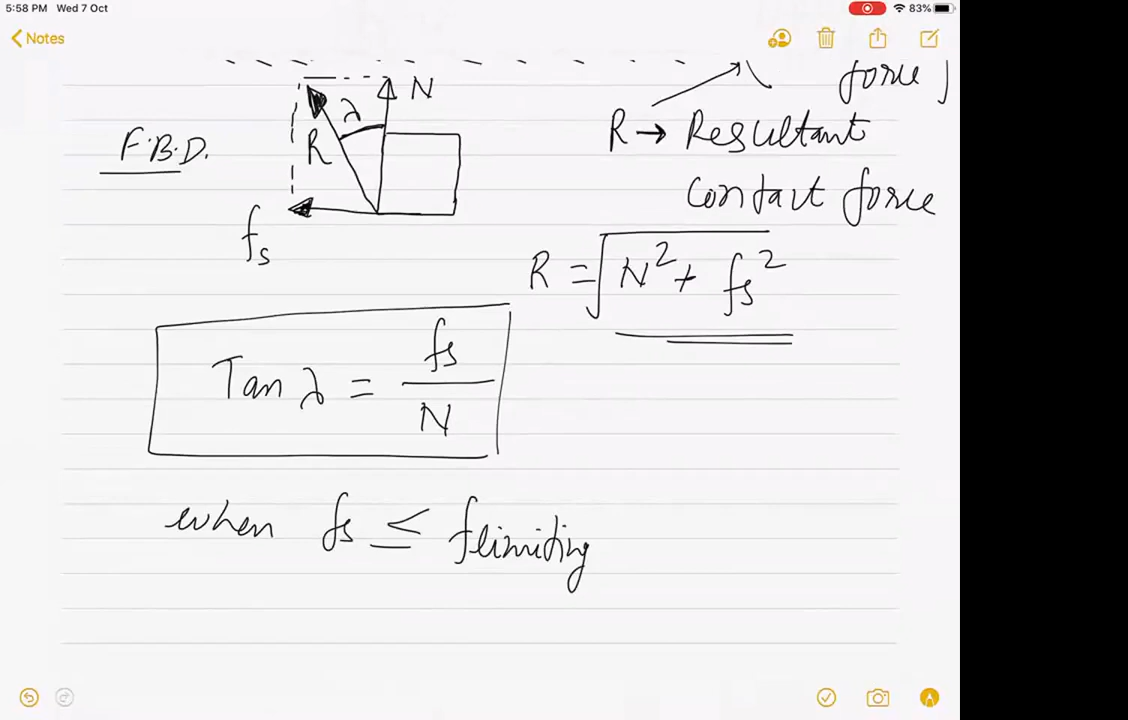 5:58 PM Wed 7 Oct
83%
Notes
force
N
λ
R → Resultant
F.B.D.
R
contact force
fs
R = √N² + fs²
Tan λ = fs / N
when fs ≤ flimiting